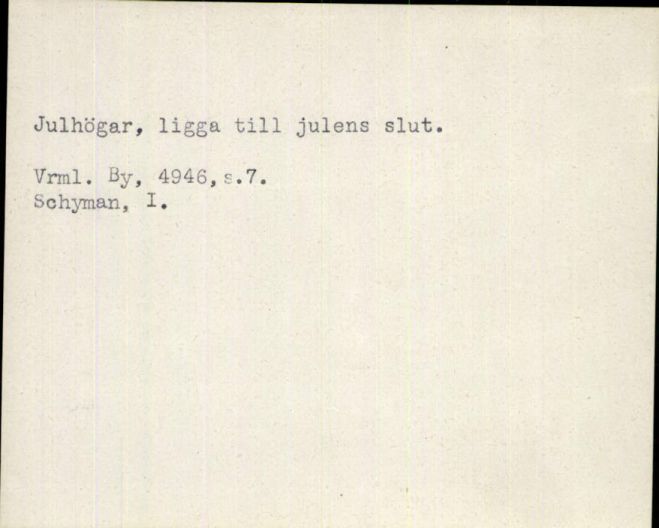 Julhögar, ligga till julens slut.
Vrml. By, 4946, s.7.
Schyman, I.